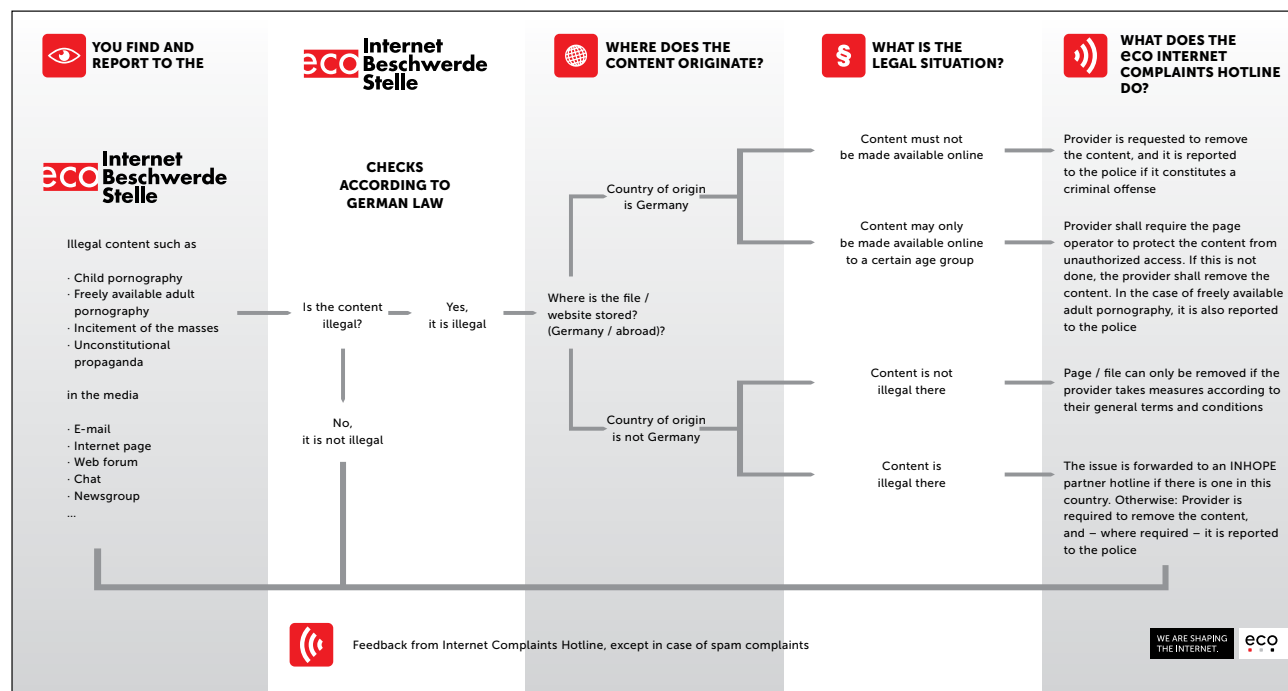 YOU FIND AND
REPORT TO THE
eco Internet
Beschwerde
Stelle
Illegal content such as
· Child pornography
· Freely available adult
pornography
· Incitement of the masses
· Unconstitutional
propaganda
in the media
· E-mail
· Internet page
· Web forum
· Chat
· Newsgroup
...
eco Internet
Beschwerde
Stelle
CHECKS
ACCORDING TO
GERMAN LAW
Is the content
illegal?
Yes,
it is illegal
No,
it is not illegal
WHERE DOES THE
CONTENT ORIGINATE?
Country of origin
is Germany
Where is the file /
website stored?
(Germany / abroad)?
Country of origin
is not Germany
§
WHAT IS THE
LEGAL SITUATION?
Content must not
be made available online
Content may only
be made available online
to a certain age group
Content is not
illegal there
Content is
illegal there
WHAT DOES THE
eco INTERNET
COMPLAINTS HOTLINE
DO?
Provider is requested to remove
the content, and it is reported
to the police if it constitutes a
criminal offense
Provider shall require the page
operator to protect the content from
unauthorized access. If this is not
done, the provider shall remove the
content. In the case of freely available
adult pornography, it is also reported
to the police
Page / file can only be removed if the
provider takes measures according to
their general terms and conditions
The issue is forwarded to an INHOPE
partner hotline if there is one in this
country. Otherwise: Provider is
required to remove the content,
and – where required – it is reported
to the police
Feedback from Internet Complaints Hotline, except in case of spam complaints
WE ARE SHAPING
THE INTERNET.
eco